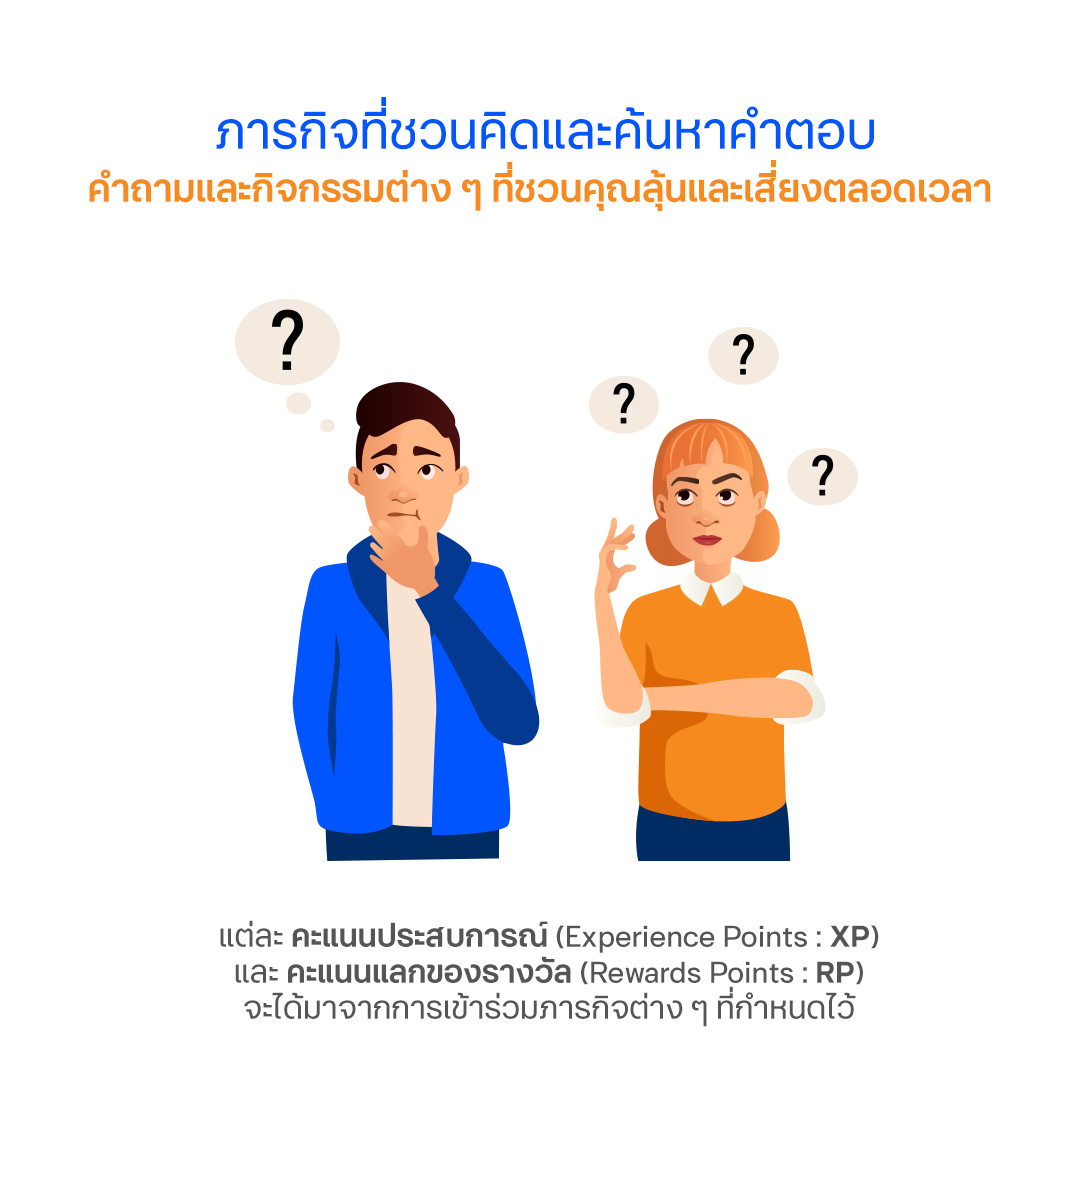 ภารกิจที่ชวนคิดและค้นหาคำตอบ
คำถามและกิจกรรมต่าง ๆ ที่ชวนคุณลุ้นและเสี่ยงตลอดเวลา
?
?
?
?
แต่ละ คะแนนประสบการณ์ (Experience Points : XP)
และ คะแนนแลกของรางวัล (Rewards Points : RP)
จะได้มาจากการเข้าร่วมภารกิจต่าง ๆ ที่กำหนดไว้